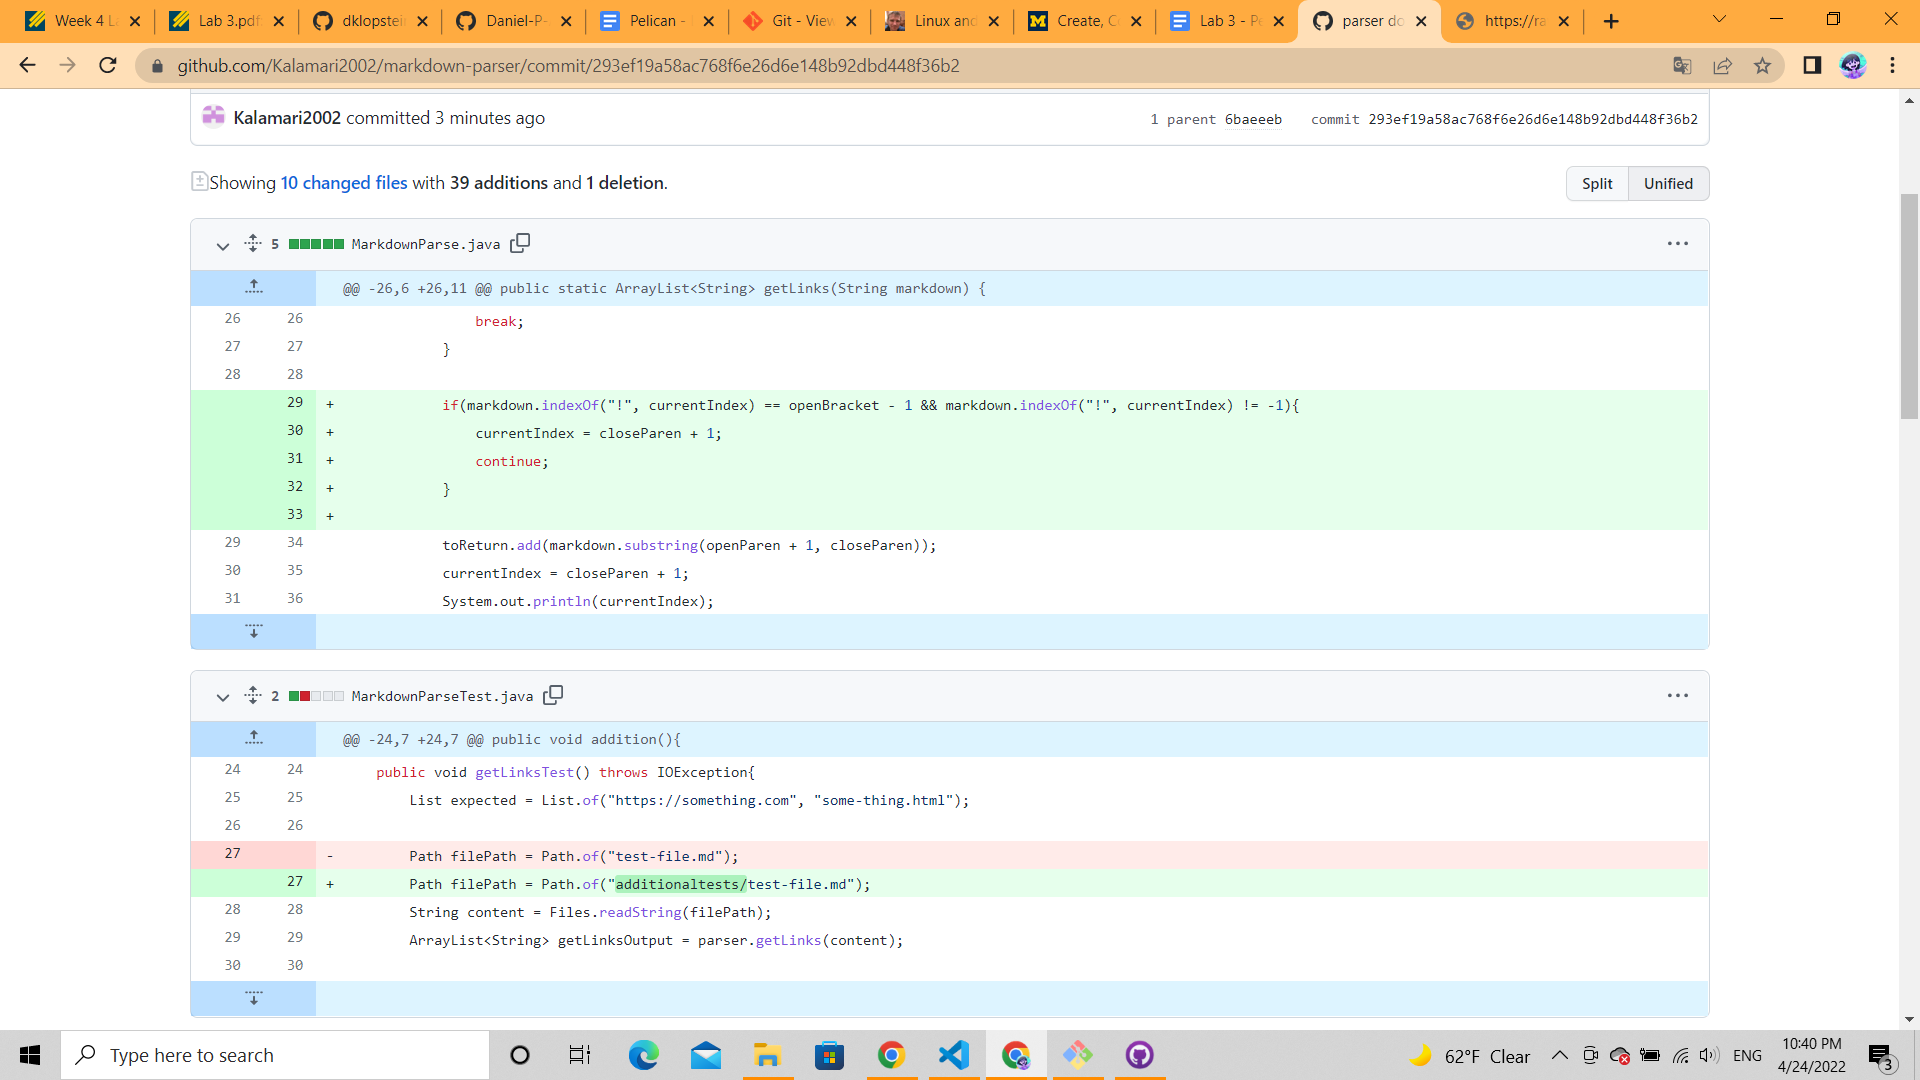 Week 4 La
Lab 3.pdf
dklopstein
Daniel-P-
Pelican -
Git - View
Linux and
Create, C
Lab 3 - Pe
parser do
https://ra
github.com/Kalamari2002/markdown-parser/commit/293ef19a58ac768f6e26d6e148b92dbd448f36b2
Kalamari2002 committed 3 minutes ago
1 parent 6baeeeb commit 293ef19a58ac768f6e26d6e148b92dbd448f36b2
Showing 10 changed files with 39 additions and 1 deletion.
Split Unified
5 MarkdownParse.java
@@ -26,6 +26,11 @@ public static ArrayList<String> getLinks(String markdown) {
26 26 break;
27 27 }
28 28
29 + if(markdown.indexOf("!", currentIndex) == openBracket - 1 && markdown.indexOf("!", currentIndex) != -1){
30 + currentIndex = closeParen + 1;
31 + continue;
32 + }
33 +
29 34 toReturn.add(markdown.substring(openParen + 1, closeParen));
30 35 currentIndex = closeParen + 1;
31 36 System.out.println(currentIndex);
2 MarkdownParseTest.java
@@ -24,7 +24,7 @@ public void addition(){
24 24 public void getLinksTest() throws IOException{
25 25 List expected = List.of("https://something.com", "some-thing.html");
26 26
27 - Path filePath = Path.of("test-file.md");
27 + Path filePath = Path.of("additionaltests/test-file.md");
28 28 String content = Files.readString(filePath);
29 29 ArrayList<String> getLinksOutput = parser.getLinks(content);
30 30
Type here to search
62°F Clear
ENG
10:40 PM
4/24/2022
3